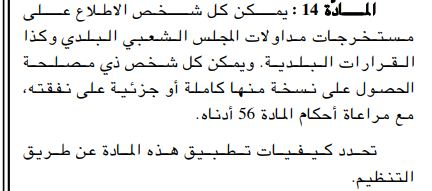 المادّة 14 : يمكن كل شخص الاطلاع على
مستخرجات مداولات المجلس الشعبي البلدي وكذا
القرارات البلدية. ويمكن كل شخص ذي مصلحة
الحصول على نسخة منها كاملة أو جزئية على نفقته،
مع مراعاة أحكام المادة 56 أدناه.
تحدد كيفيات تطبيق هذه المادة عن طريق
التنظيم.